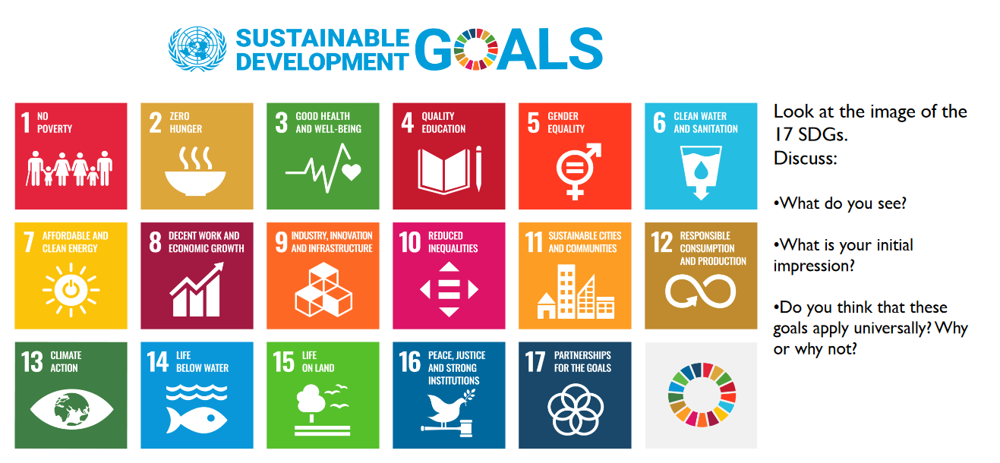 SUSTAINABLE
DEVELOPMENT
GOALS
1 NO
POVERTY
2 ZERO
HUNGER
3 GOOD HEALTH
AND WELL-BEING
4 QUALITY
EDUCATION
5 GENDER
EQUALITY
6 CLEAN WATER
AND SANITATION
7 AFFORDABLE AND
CLEAN ENERGY
8 DECENT WORK AND
ECONOMIC GROWTH
9 INDUSTRY, INNOVATION
AND INFRASTRUCTURE
10 REDUCED
INEQUALITIES
11 SUSTAINABLE CITIES
AND COMMUNITIES
12 RESPONSIBLE
CONSUMPTION
AND PRODUCTION
13 CLIMATE
ACTION
14 LIFE
BELOW WATER
15 LIFE
ON LAND
16 PEACE, JUSTICE
AND STRONG
INSTITUTIONS
17 PARTNERSHIPS
FOR THE GOALS
Look at the image of the
17 SDGs.
Discuss:
•What do you see?
•What is your initial
impression?
•Do you think that these
goals apply universally? Why
or why not?